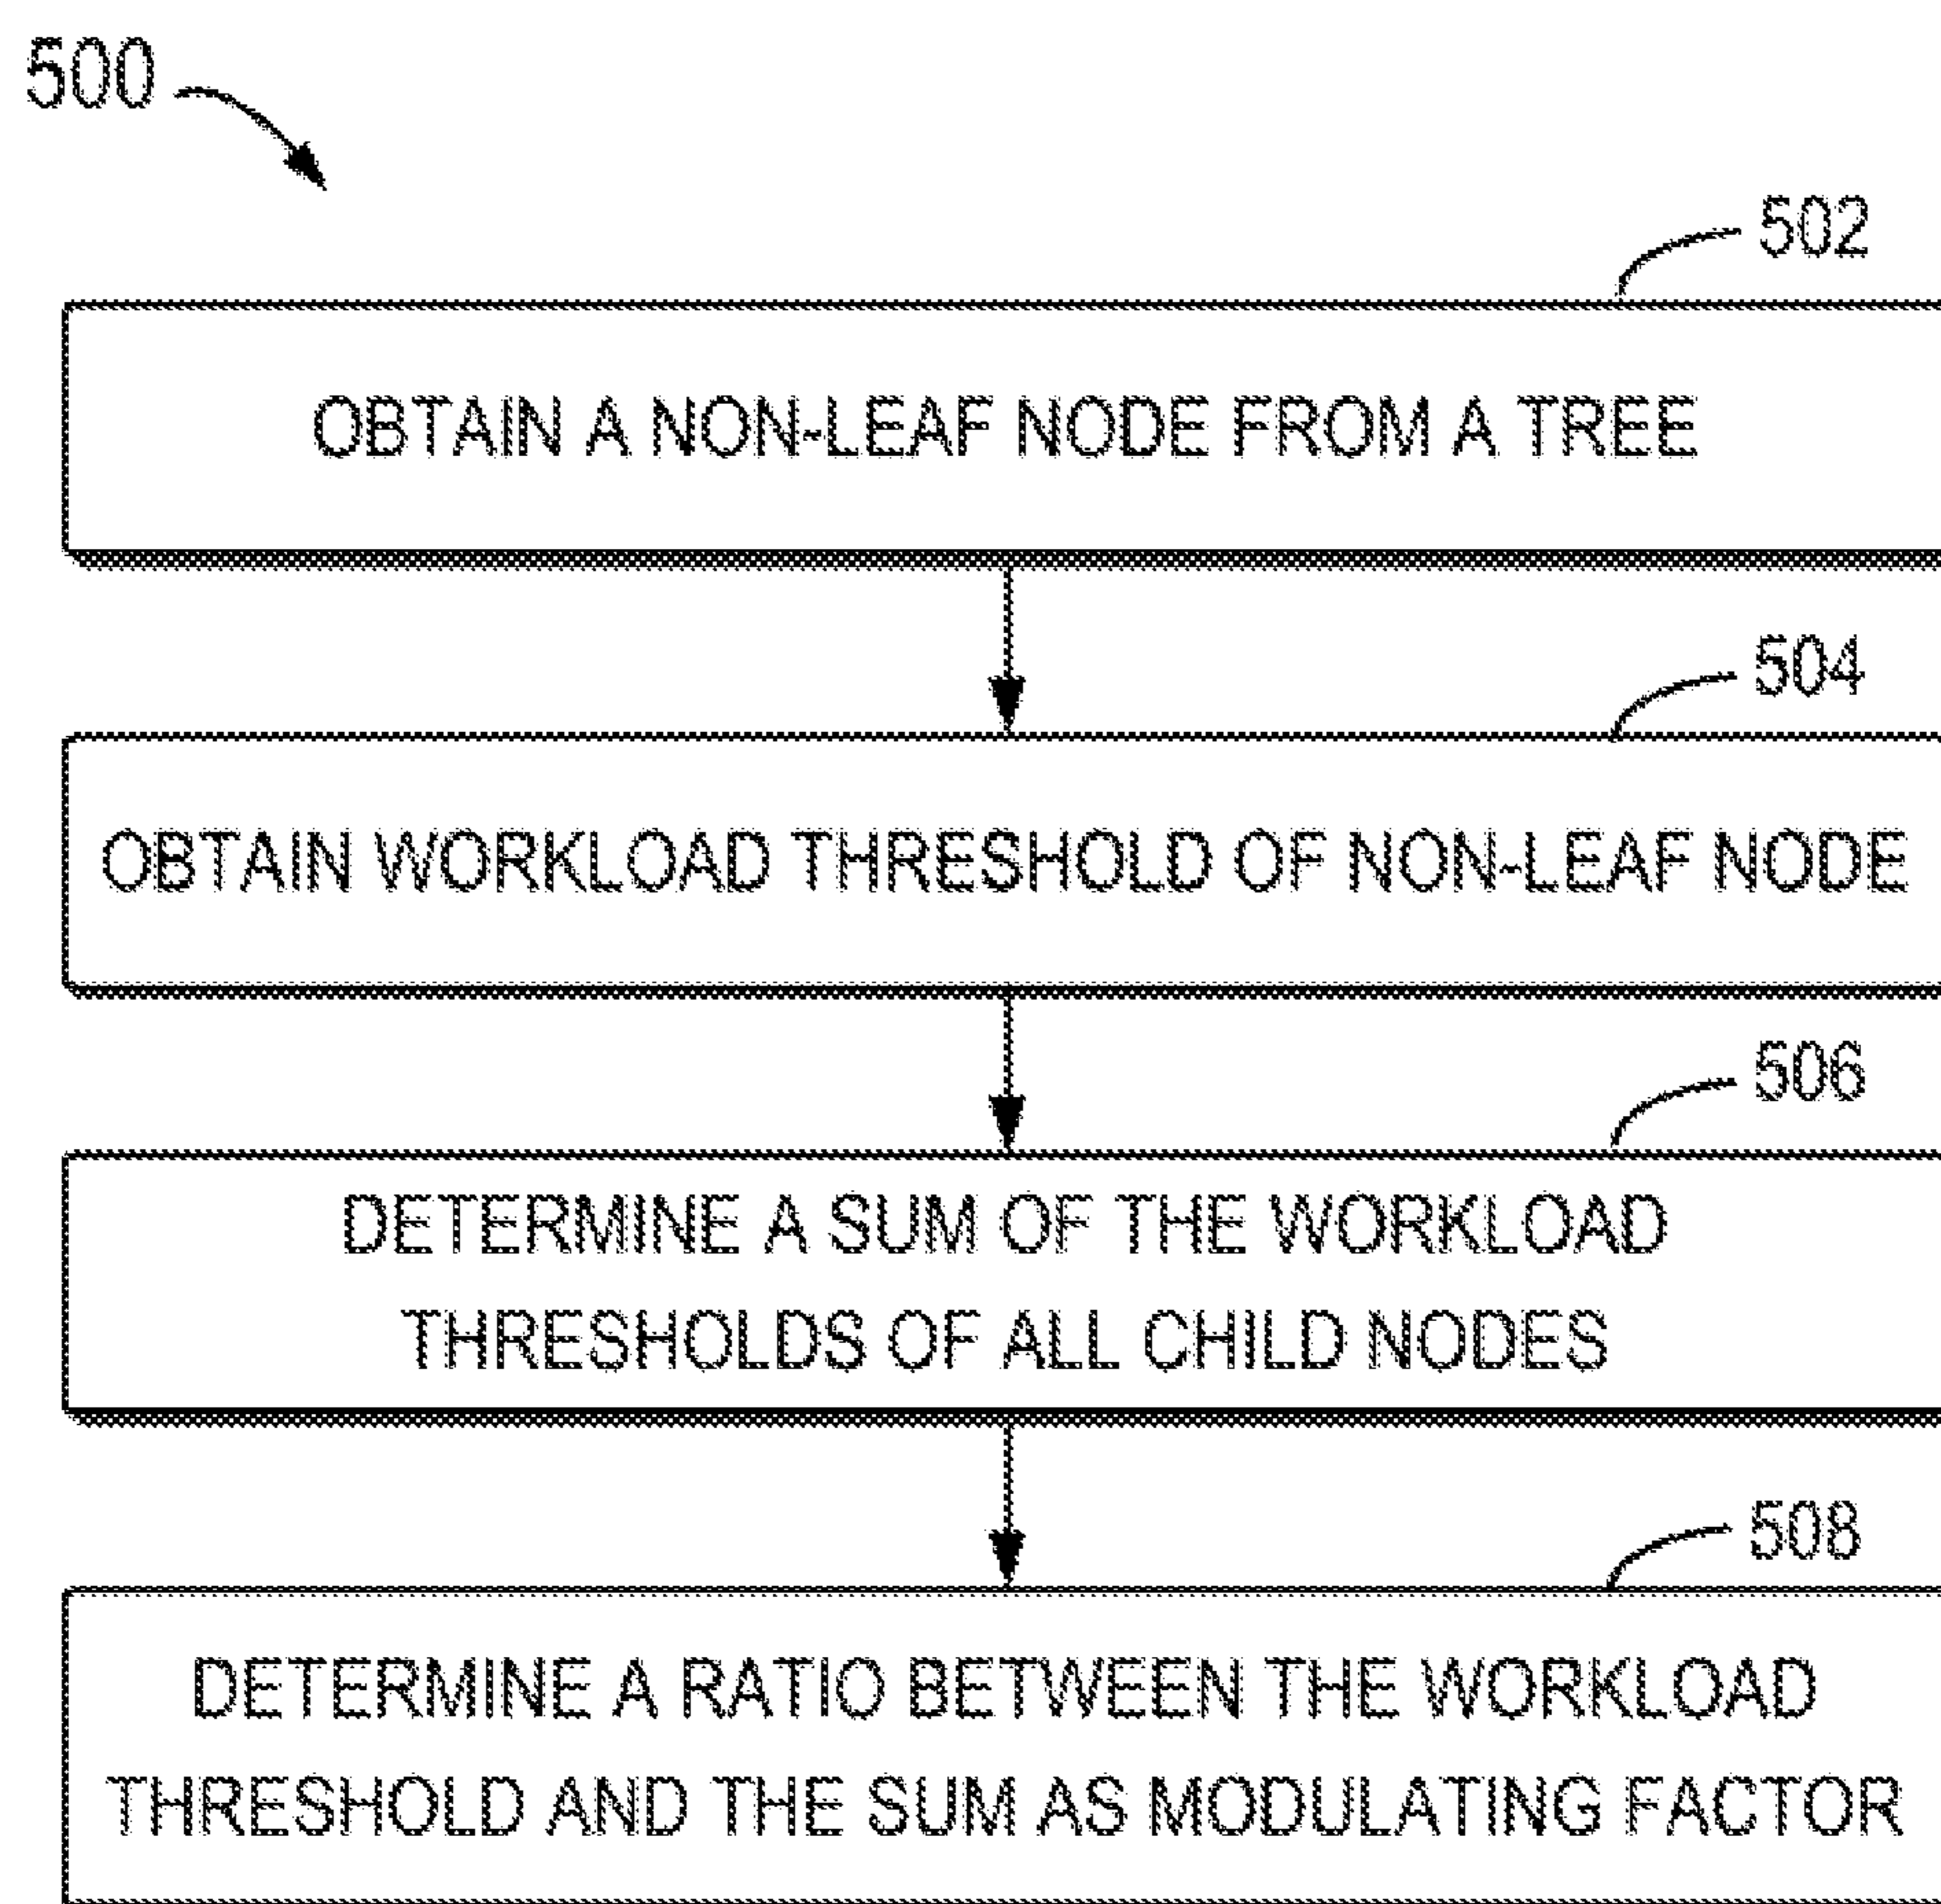 500
502
OBTAIN A NON-LEAF NODE FROM A TREE
504
OBTAIN WORKLOAD THRESHOLD OF NON-LEAF NODE
506
DETERMINE A SUM OF THE WORKLOAD
THRESHOLDS OF ALL CHILD NODES
508
DETERMINE A RATIO BETWEEN THE WORKLOAD
THRESHOLD AND THE SUM AS MODULATING FACTOR